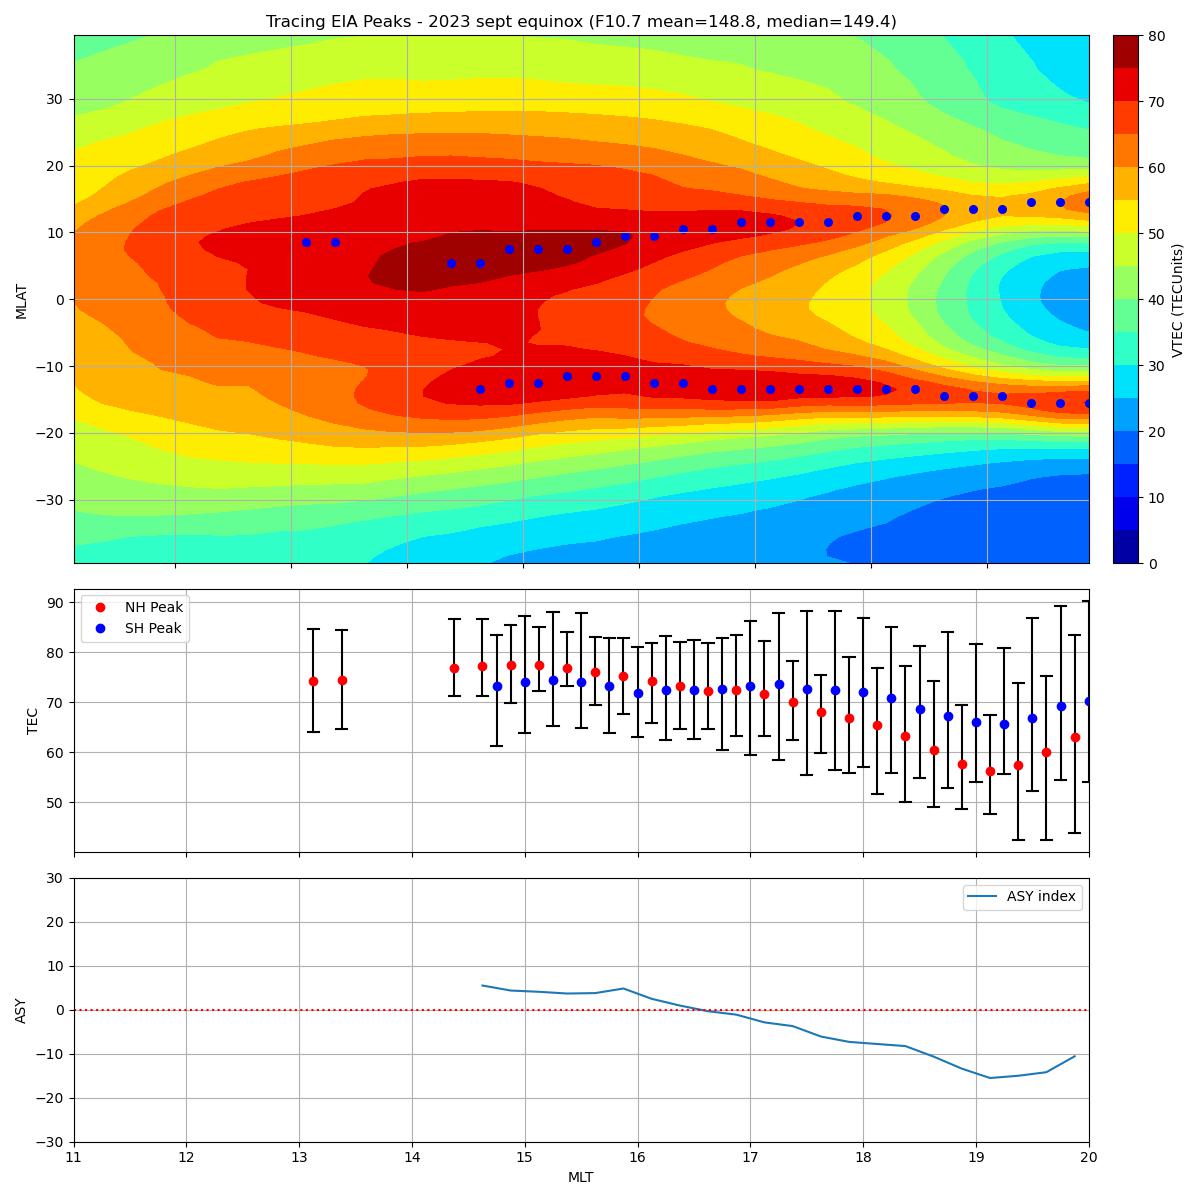 Tracing EIA Peaks - 2023 sept equinox (F10.7 mean=148.8, median=149.4)
30
20
10
0
−10
−20
−30
MLAT
80
70
60
50
40
30
20
10
0
VTEC (TECUnits)
90
80
70
60
50
TEC
NH Peak
SH Peak
30
20
10
0
−10
−20
−30
ASY
ASY index
11 12 13 14 15 16 17 18 19 20
MLT